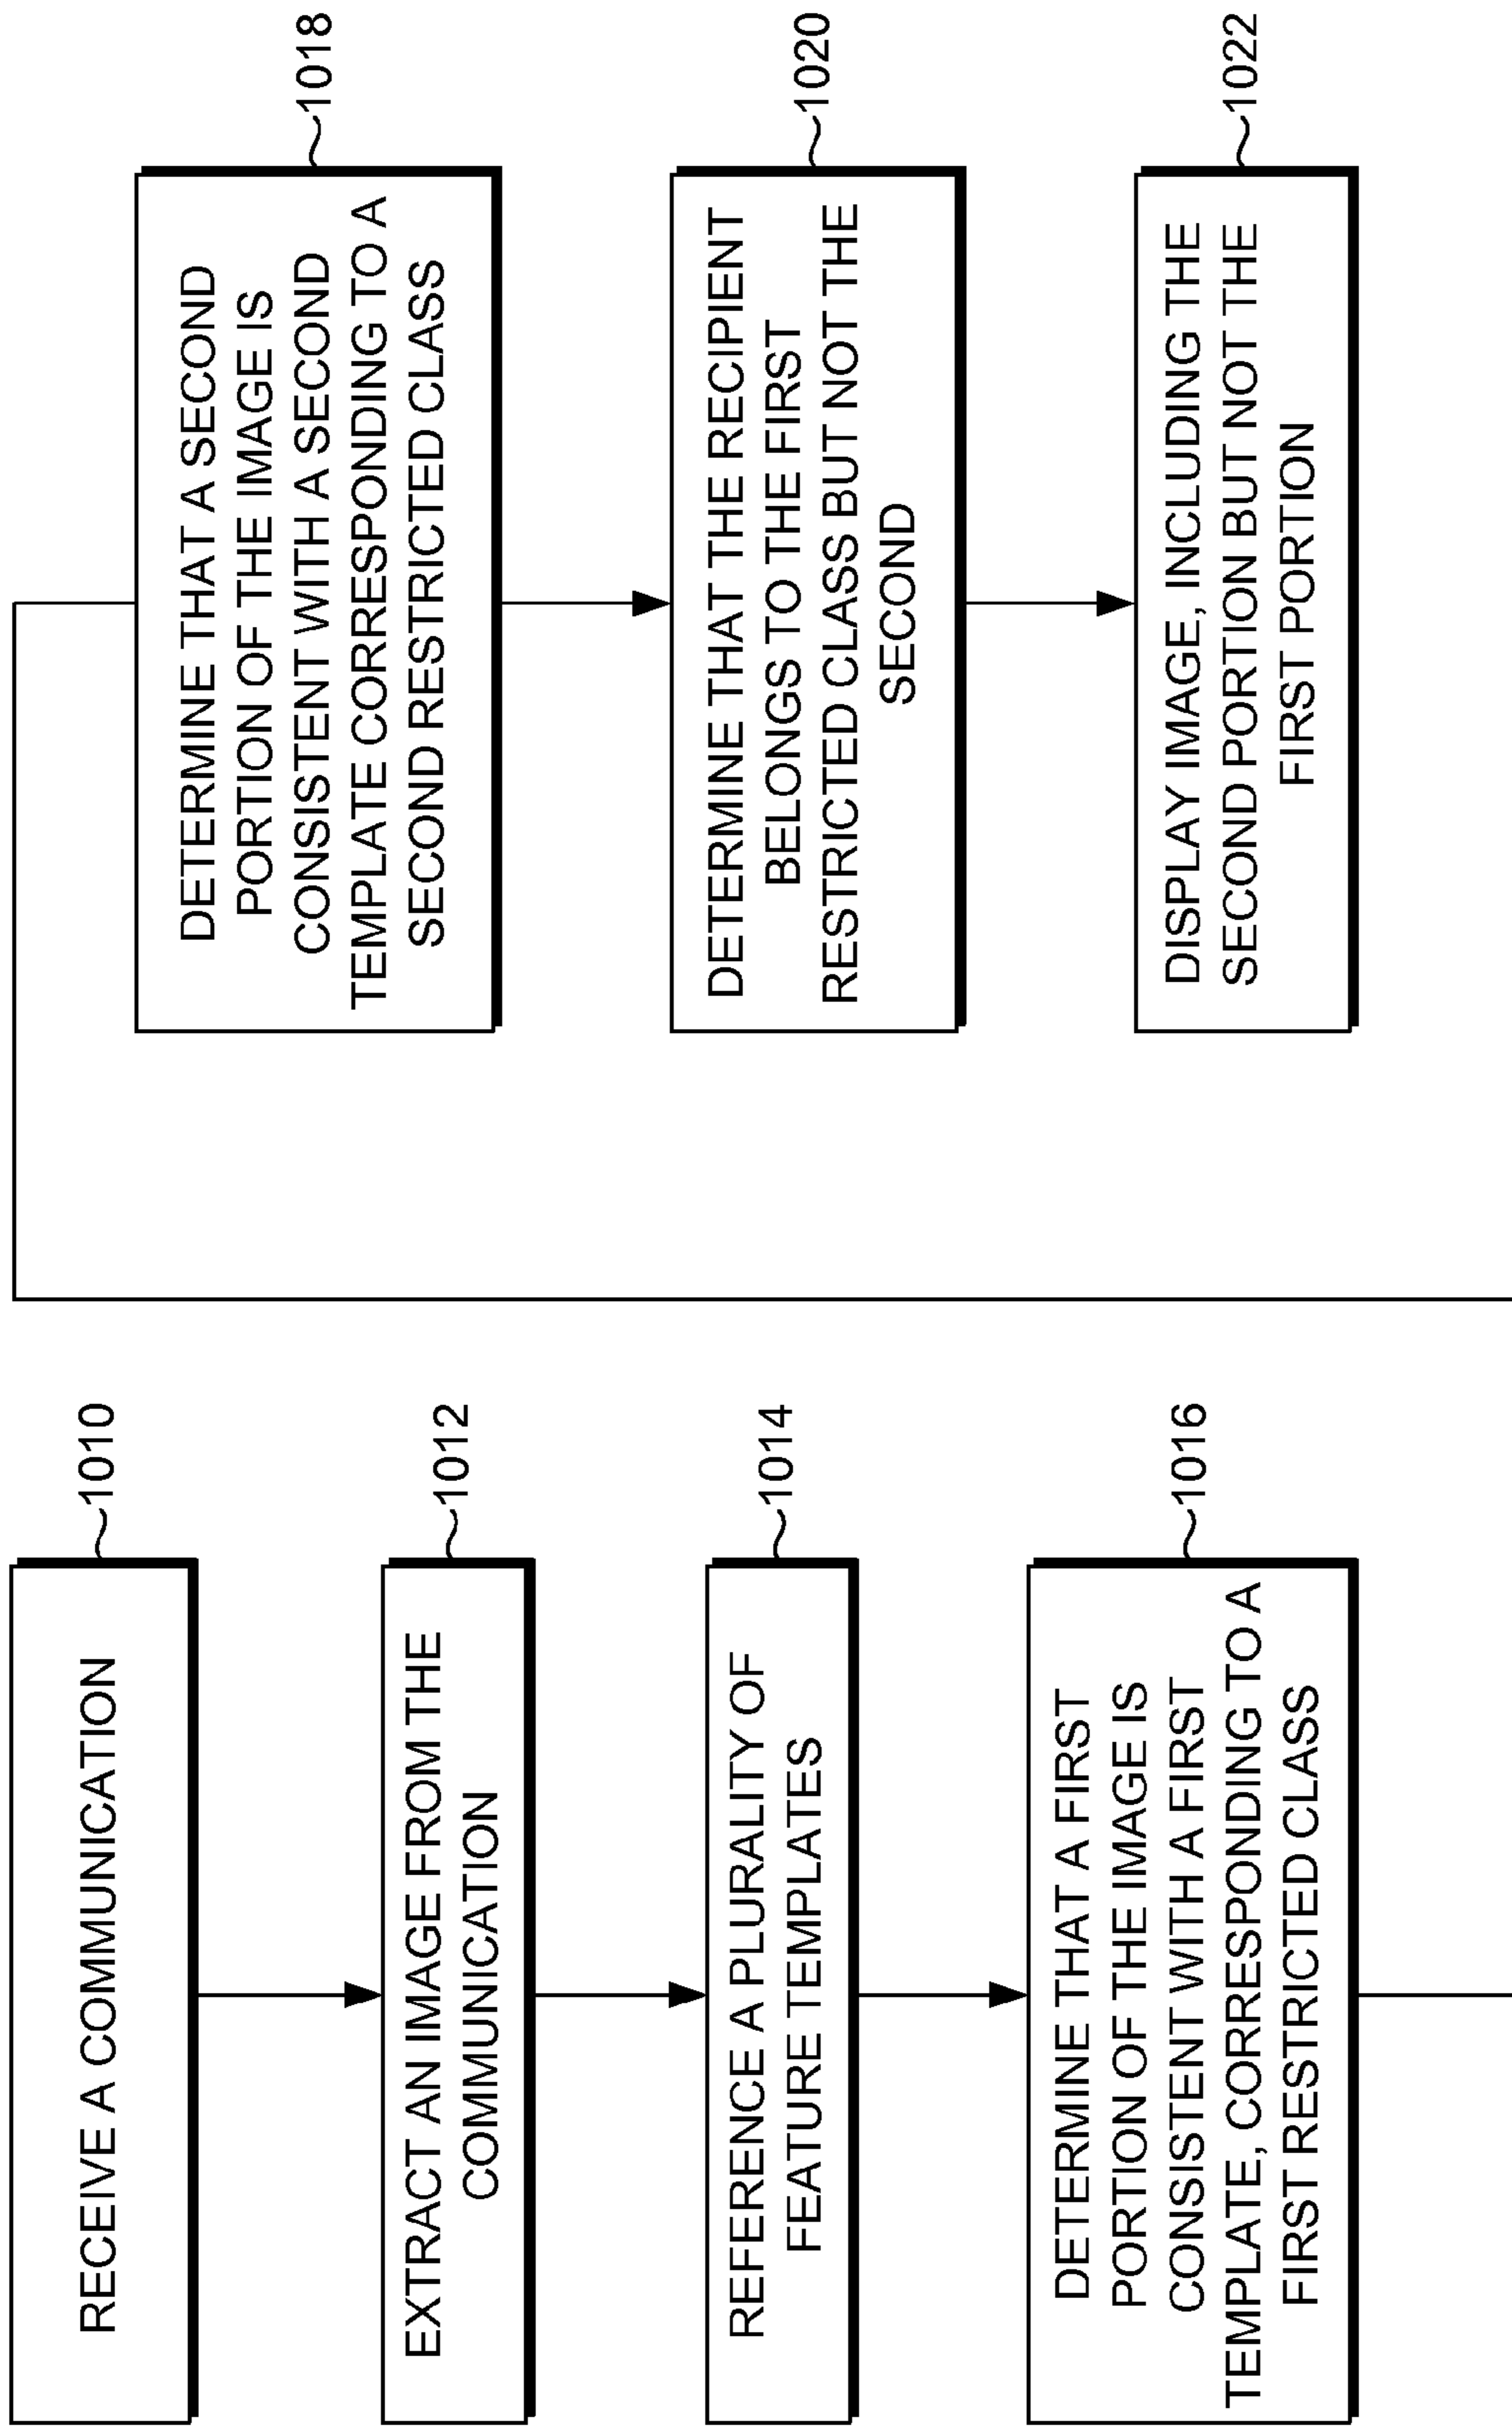 RECEIVE A COMMUNICATION
1010
EXTRACT AN IMAGE FROM THE
COMMUNICATION
1012
REFERENCE A PLURALITY OF
FEATURE TEMPLATES
1014
DETERMINE THAT A FIRST
PORTION OF THE IMAGE IS
CONSISTENT WITH A FIRST
TEMPLATE, CORRESPONDING TO A
FIRST RESTRICTED CLASS
1016
DETERMINE THAT A SECOND
PORTION OF THE IMAGE IS
CONSISTENT WITH A SECOND
TEMPLATE CORRESPONDING TO A
SECOND RESTRICTED CLASS
1018
DETERMINE THAT THE RECIPIENT
BELONGS TO THE FIRST
RESTRICTED CLASS BUT NOT THE
SECOND
1020
DISPLAY IMAGE, INCLUDING THE
SECOND PORTION BUT NOT THE
FIRST PORTION
1022